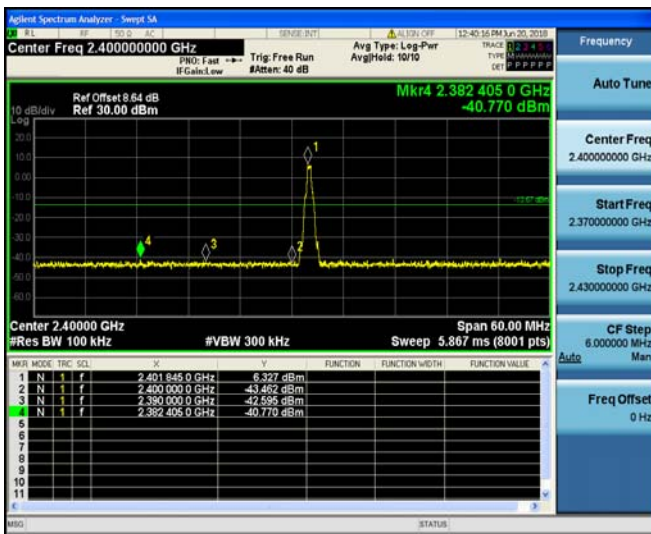 Agilent Spectrum Analyzer - Swept SA
RL RF 50 Ω AC SENSE:INT ALIGN OFF 12:40:16 PM Jun 20, 2018
Center Freq 2.400000000 GHz
PNO: Fast
IFGain:Low
Trig: Free Run
#Atten: 40 dB
Avg Type: Log-Pwr
Avg|Hold: 10/10
TRACE 1 2 3 4 5 6
TYPE M
DET P P P P P P
Ref Offset 8.64 dB
Ref 30.00 dBm
10 dB/div
Log
Mkr4 2.382 405 0 GHz
-40.770 dBm
20.0
10.0
0.00
-10.0
-20.0
-30.0
-40.0
-50.0
-60.0
1
2
3
4
-13.67 dBm
Center 2.40000 GHz Span 60.00 MHz
#Res BW 100 kHz #VBW 300 kHz Sweep 5.867 ms (8001 pts)
MKR MODE TRC SCL X Y FUNCTION FUNCTION WIDTH FUNCTION VALUE
1 N 1 f 2.401 845 0 GHz 6.327 dBm
2 N 1 f 2.400 000 0 GHz -43.462 dBm
3 N 1 f 2.390 000 0 GHz -42.595 dBm
4 N 1 f 2.382 405 0 GHz -40.770 dBm
5
6
7
8
9
10
11
MSG STATUS
Frequency
Auto Tune
Center Freq
2.400000000 GHz
Start Freq
2.370000000 GHz
Stop Freq
2.430000000 GHz
CF Step
6.000000 MHz
Auto Man
Freq Offset
0 Hz